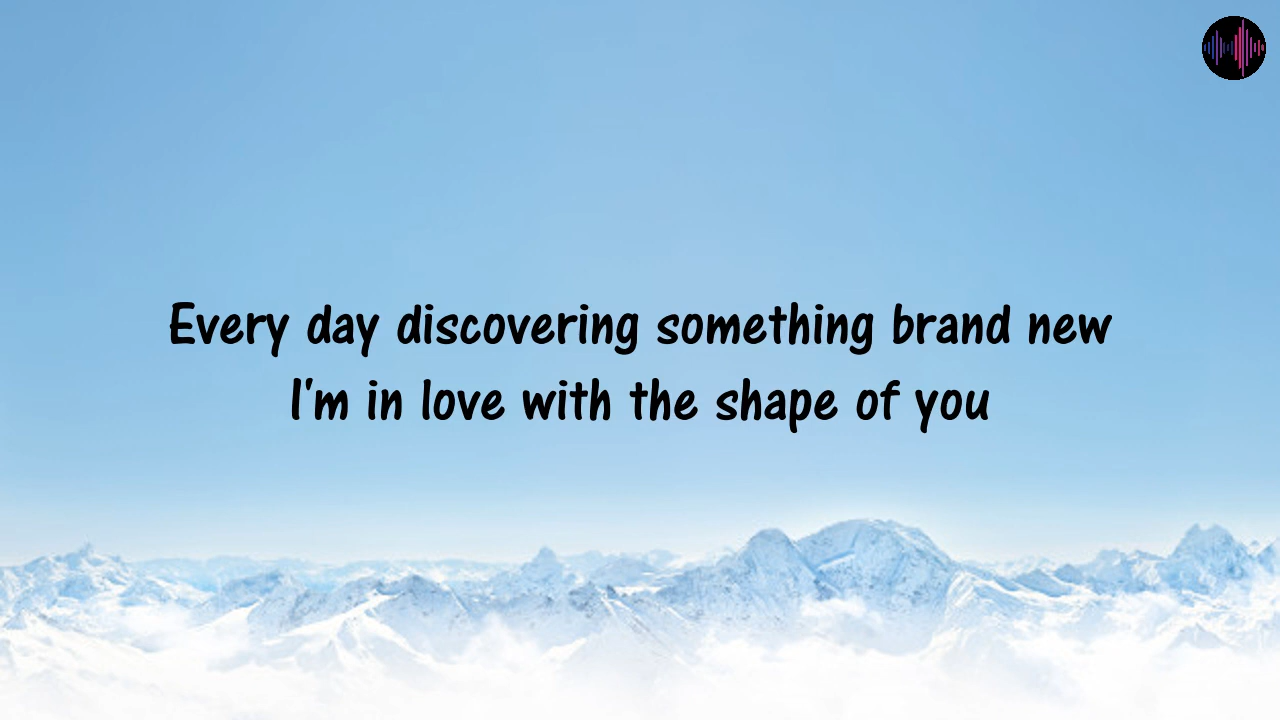 Every day discovering something brand new
I'm in love with the shape of you